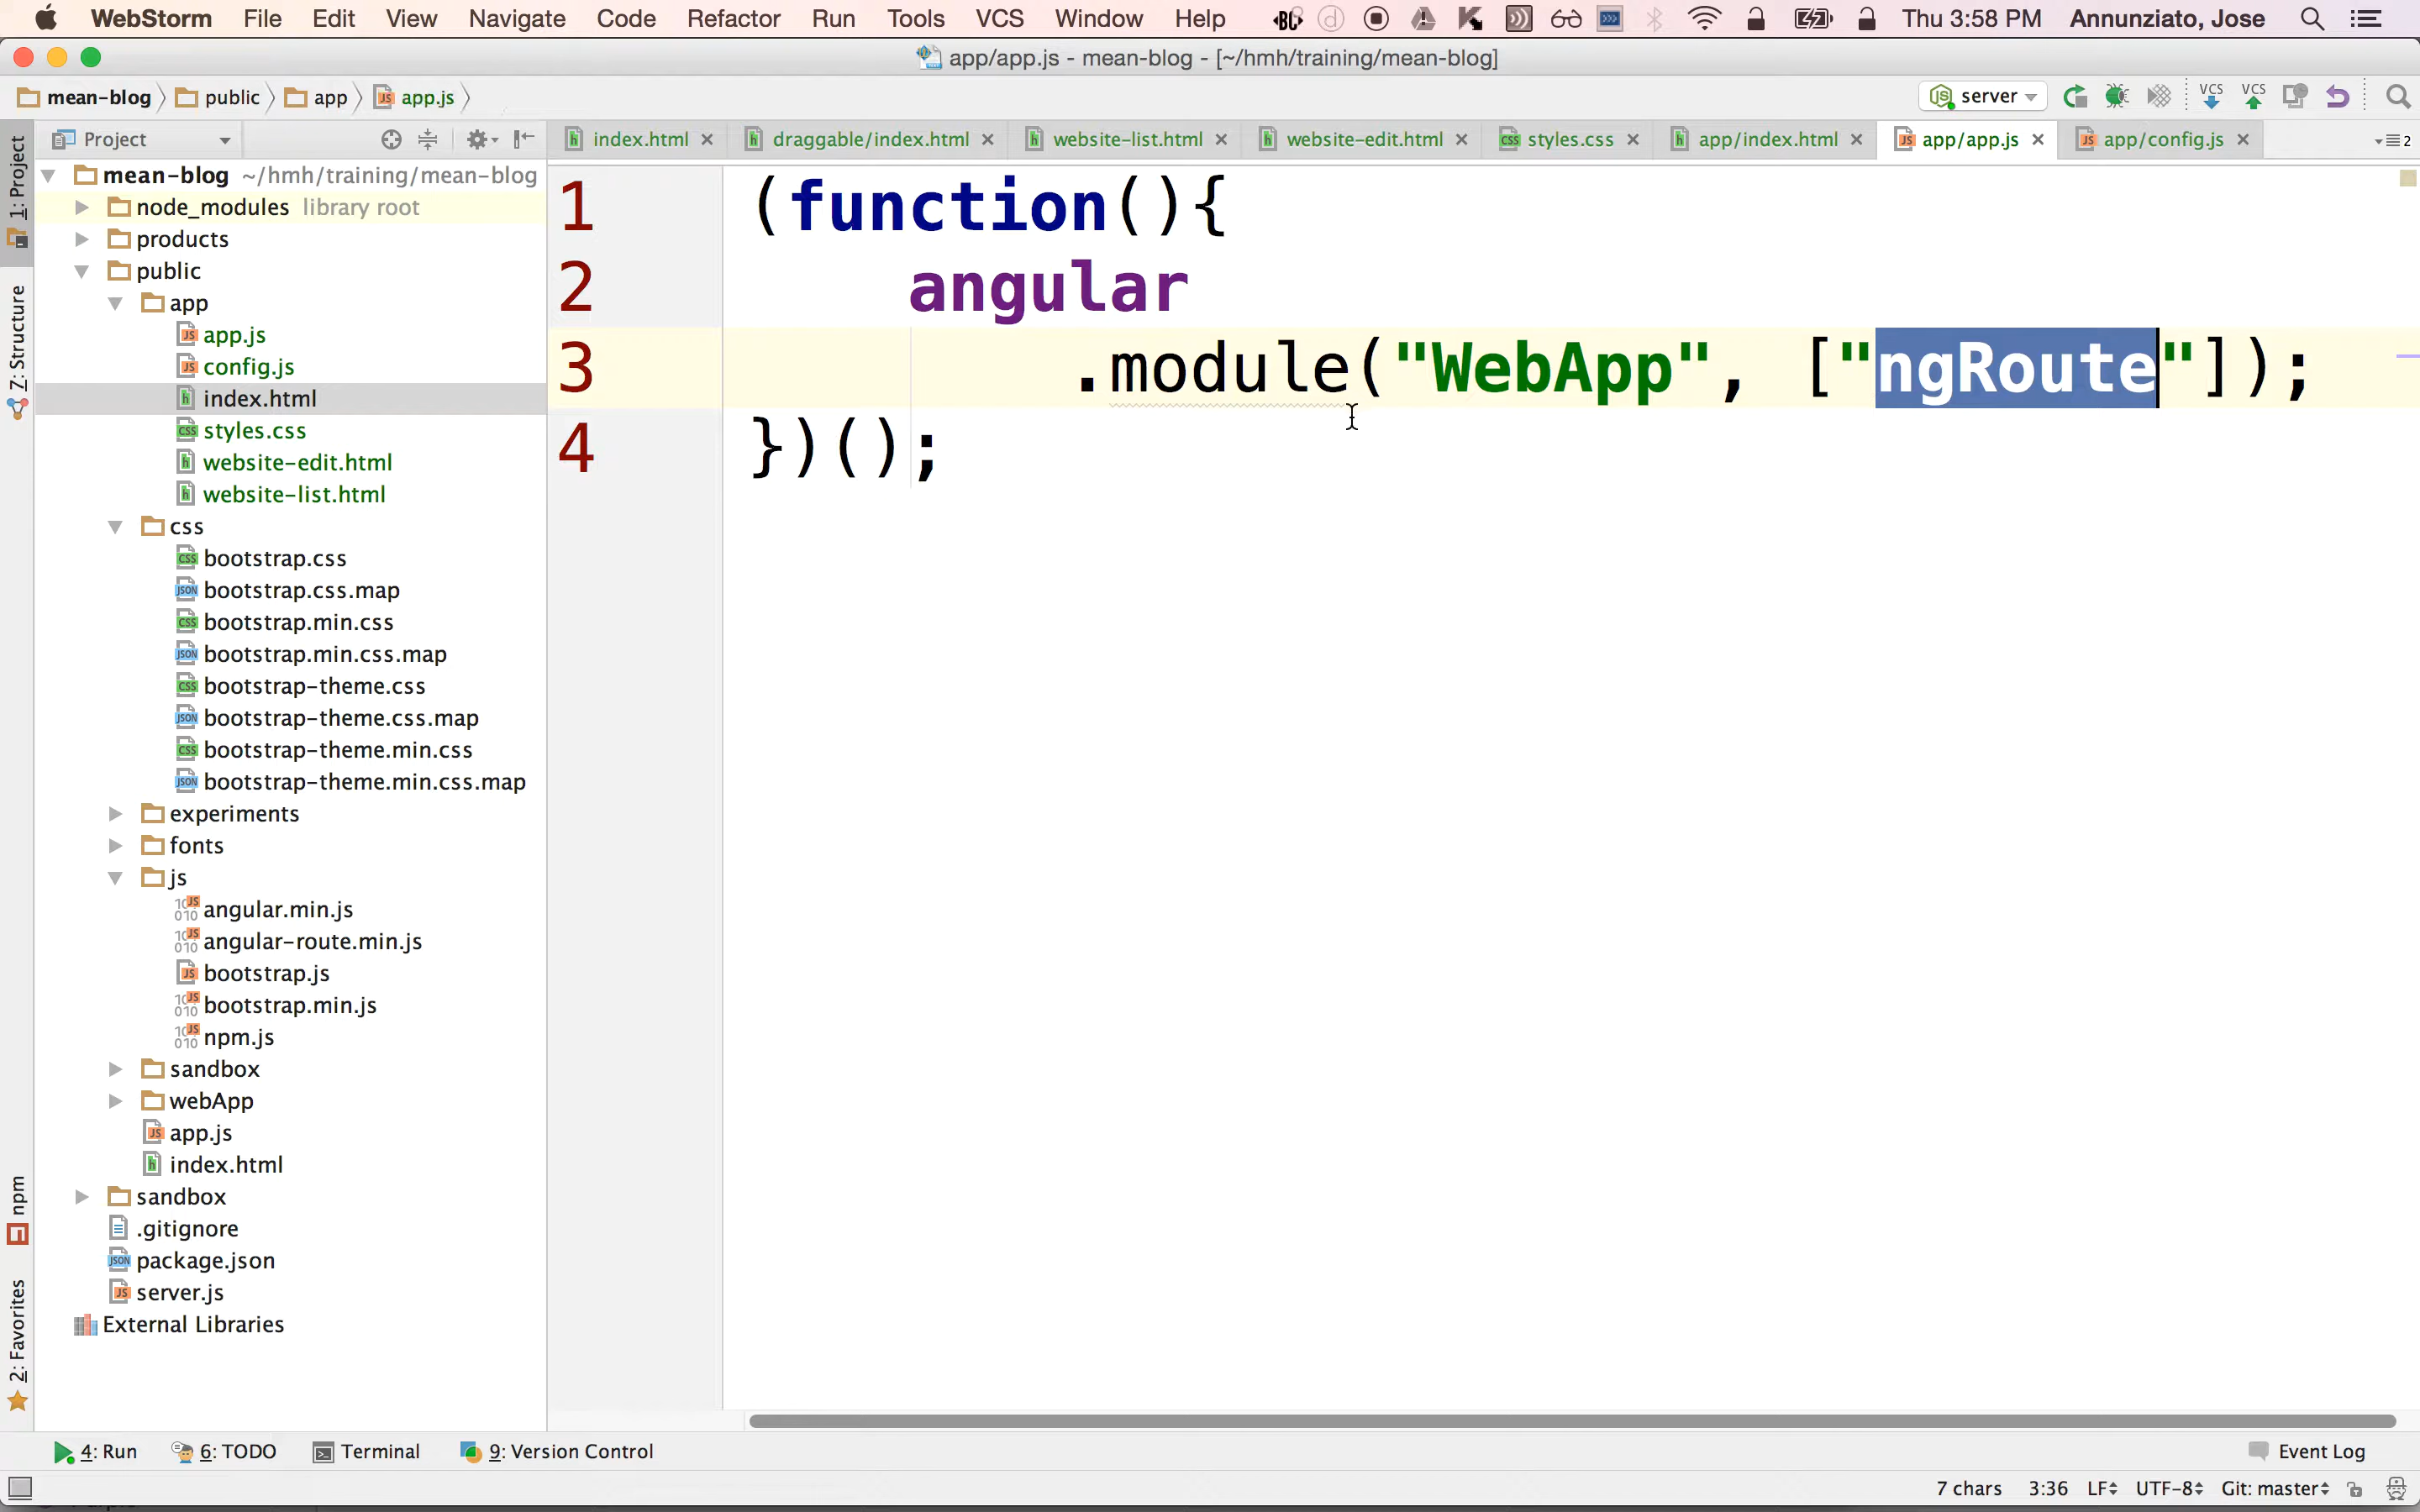 WebStorm File Edit View Navigate Code Refactor Run Tools VCS Window Help Thu 3:58 PM Annunziato, Jose
app/app.js - mean-blog - [~/hmh/training/mean-blog]
mean-blog public app app.js server VCS VCS
Project index.html draggable/index.html website-list.html website-edit.html styles.css app/index.html app/app.js app/config.js 2
1: Project
7: Structure
npm
2: Favorites
mean-blog ~/hmh/training/mean-blog
node_modules library root
products
public
app
app.js
config.js
index.html
styles.css
website-edit.html
website-list.html
css
bootstrap.css
bootstrap.css.map
bootstrap.min.css
bootstrap.min.css.map
bootstrap-theme.css
bootstrap-theme.css.map
bootstrap-theme.min.css
bootstrap-theme.min.css.map
experiments
fonts
js
angular.min.js
angular-route.min.js
bootstrap.js
bootstrap.min.js
npm.js
sandbox
webApp
app.js
index.html
sandbox
.gitignore
package.json
server.js
External Libraries
1 (function(){
2 angular
3 .module("WebApp", ["ngRoute"]);
4 })();
4: Run 6: TODO Terminal 9: Version Control Event Log
7 chars 3:36 LF UTF-8 Git: master